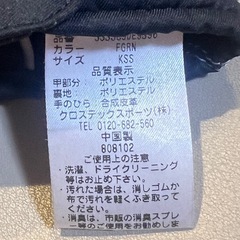 品番
カラー FGRN
サイズ KSS
品質表示
甲部分 ポリエステル
裏地 ポリエステル
手のひら 合成皮革
クロステックスポーツ(株)
TEL 0120-682-560
中国製
808102
ご使用上の注意
・洗濯、ドライクリーニング
等はお止め下さい。
・汚れた場合は、消しゴムか
布で汚れを軽くふき取って
使用下さい。
・消臭は、市販の消臭スプレ